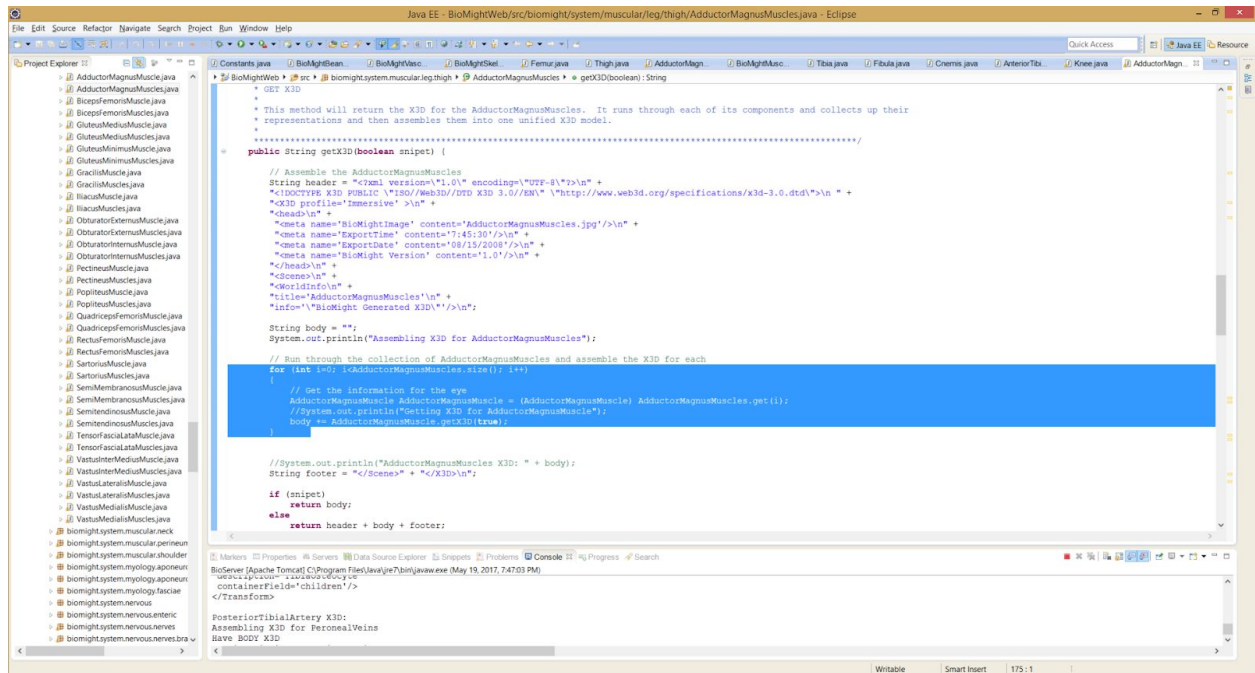 Java EE - BioMightWeb/src/biomight/system/muscular/leg/thigh/AdductorMagnusMuscles.java - Eclipse
File Edit Source Refactor Navigate Search Project Run Window Help
Quick Access
Java EE
Resource
Project Explorer
AdductorMagnusMuscle.java
AdductorMagnusMuscles.java
BicepsFemorisMuscle.java
BicepsFemorisMuscles.java
GluteusMediusMuscle.java
GluteusMediusMuscles.java
GluteusMinimusMuscle.java
GluteusMinimusMuscles.java
GracilisMuscle.java
GracilisMuscles.java
IliacusMuscle.java
IliacusMuscles.java
ObturatorExternusMuscle.java
ObturatorExternusMuscles.java
ObturatorInternusMuscle.java
ObturatorInternusMuscles.java
PectineusMuscle.java
PectineusMuscles.java
PopliteusMuscle.java
PopliteusMuscles.java
QuadricepsFemorisMuscle.java
QuadricepsFemorisMuscles.java
RectusFemorisMuscle.java
RectusFemorisMuscles.java
SartoriusMuscle.java
SartoriusMuscles.java
SemiMembranosusMuscle.java
SemiMembranosusMuscles.java
SemitendinosusMuscle.java
SemitendinosusMuscles.java
TensorFasciaLataMuscle.java
TensorFasciaLataMuscles.java
VastusInterMediusMuscle.java
VastusInterMediusMuscles.java
VastusLateralisMuscle.java
VastusLateralisMuscles.java
VastusMedialisMuscle.java
VastusMedialisMuscles.java
biomight.system.muscular.neck
biomight.system.muscular.perineun
biomight.system.muscular.shoulder
biomight.system.myology.aponeuro
biomight.system.myology.aponeuro
biomight.system.myology.fasciae
biomight.system.nervous
biomight.system.nervous.enteric
biomight.system.nervous.nerves
biomight.system.nervous.nerves.bra
Constants.java BioMightBean... BioMightVasc... BioMightSkel... Femur.java Thigh.java AdductorMagn... BioMightMusc... Tibia.java Fibula.java Cnemis.java AnteriorTibi... Knee.java AdductorMagn...
BioMightWeb src biomight.system.muscular.leg.thigh AdductorMagnusMuscles getX3D(boolean) : String
* GET X3D
*
* This method will return the X3D for the AdductorMagnusMuscles.  It runs through each of its components and collects up their
* representations and then assembles them into one unified X3D model.
*
******************************************************************************************************************/
public String getX3D(boolean snipet) {
// Assemble the AdductorMagnusMuscles
String header = "<?xml version=\"1.0\" encoding=\"UTF-8\"?>\n" +
"<!DOCTYPE X3D PUBLIC \"ISO//Web3D//DTD X3D 3.0//EN\" \"http://www.web3d.org/specifications/x3d-3.0.dtd\">\n " +
"<X3D profile='Immersive' >\n" +
"<head>\n" +
"<meta name='BioMightImage' content='AdductorMagnusMuscles.jpg'/>\n" +
"<meta name='ExportTime' content='7:45:30'/>\n" +
"<meta name='ExportDate' content='08/15/2008'/>\n" +
"<meta name='BioMight Version' content='1.0'/>\n" +
"</head>\n" +
"<Scene>\n" +
"<WorldInfo\n" +
"title='AdductorMagnusMuscles'\n" +
"info='\"BioMight Generated X3D\"'/>\n";
String body = "";
System.out.println("Assembling X3D for AdductorMagnusMuscles");
// Run through the collection of AdductorMagnusMuscles and assemble the X3D for each
for (int i=0; i<AdductorMagnusMuscles.size(); i++)
{
// Get the information for the eye
AdductorMagnusMuscle AdductorMagnusMuscle = (AdductorMagnusMuscle) AdductorMagnusMuscles.get(i);
//System.out.println("Getting X3D for AdductorMagnusMuscle");
body += AdductorMagnusMuscle.getX3D(true);
}
//System.out.println("AdductorMagnusMuscles X3D: " + body);
String footer = "</Scene>" + "</X3D>\n";
if (snipet)
return body;
else
return header + body + footer;
Markers Properties Servers Data Source Explorer Snippets Problems Console Progress Search
BioServer [Apache Tomcat] C:\Program Files\Java\jre7\bin\javaw.exe (May 19, 2017, 7:47:03 PM)
description='TibiaOsteocyte'
containerField='children'/>
</Transform>
PosteriorTibialArtery X3D:
Assembling X3D for PeronealVeins
Have BODY X3D
Writable Smart Insert 175 : 1